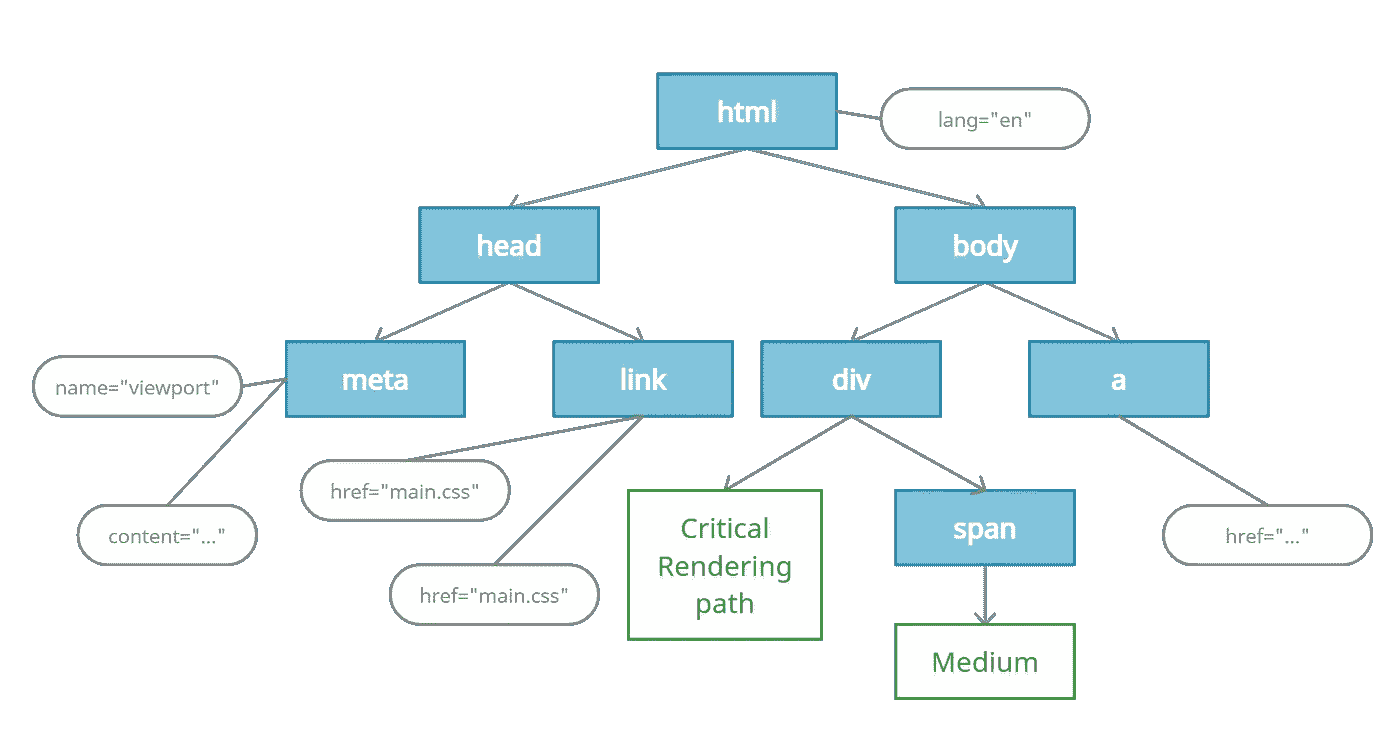 html
lang="en"
head
body
meta
link
div
a
name="viewport"
href="main.css"
content="..."
href="main.css"
Critical
Rendering
path
span
href="..."
Medium